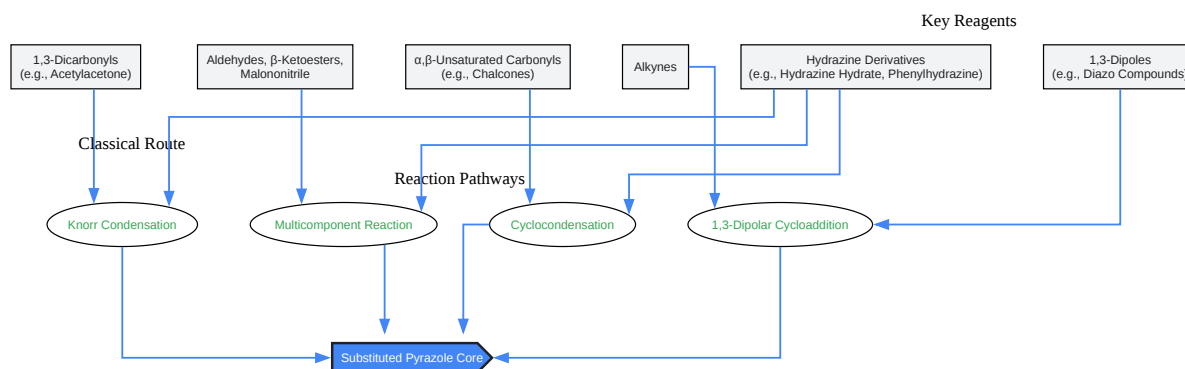 Key Reagents
1,3-Dicarbonyls
(e.g., Acetylacetone)
Aldehydes, β-Ketoesters,
Malononitrile
α,β-Unsaturated Carbonyls
(e.g., Chalcones)
Alkynes
Hydrazine Derivatives
(e.g., Hydrazine Hydrate, Phenylhydrazine)
1,3-Dipoles
(e.g., Diazo Compounds)
Classical Route
Reaction Pathways
Knorr Condensation
Multicomponent Reaction
Cyclocondensation
1,3-Dipolar Cycloaddition
Substituted Pyrazole Core